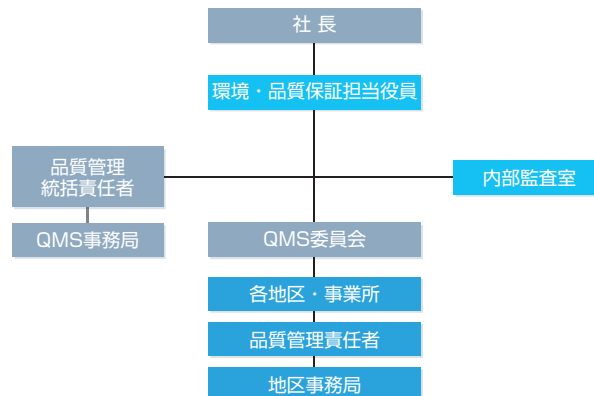 社 長
環境・品質保証担当役員
品質管理
統括責任者
内部監査室
QMS事務局
QMS委員会
各地区・事業所
品質管理責任者
地区事務局